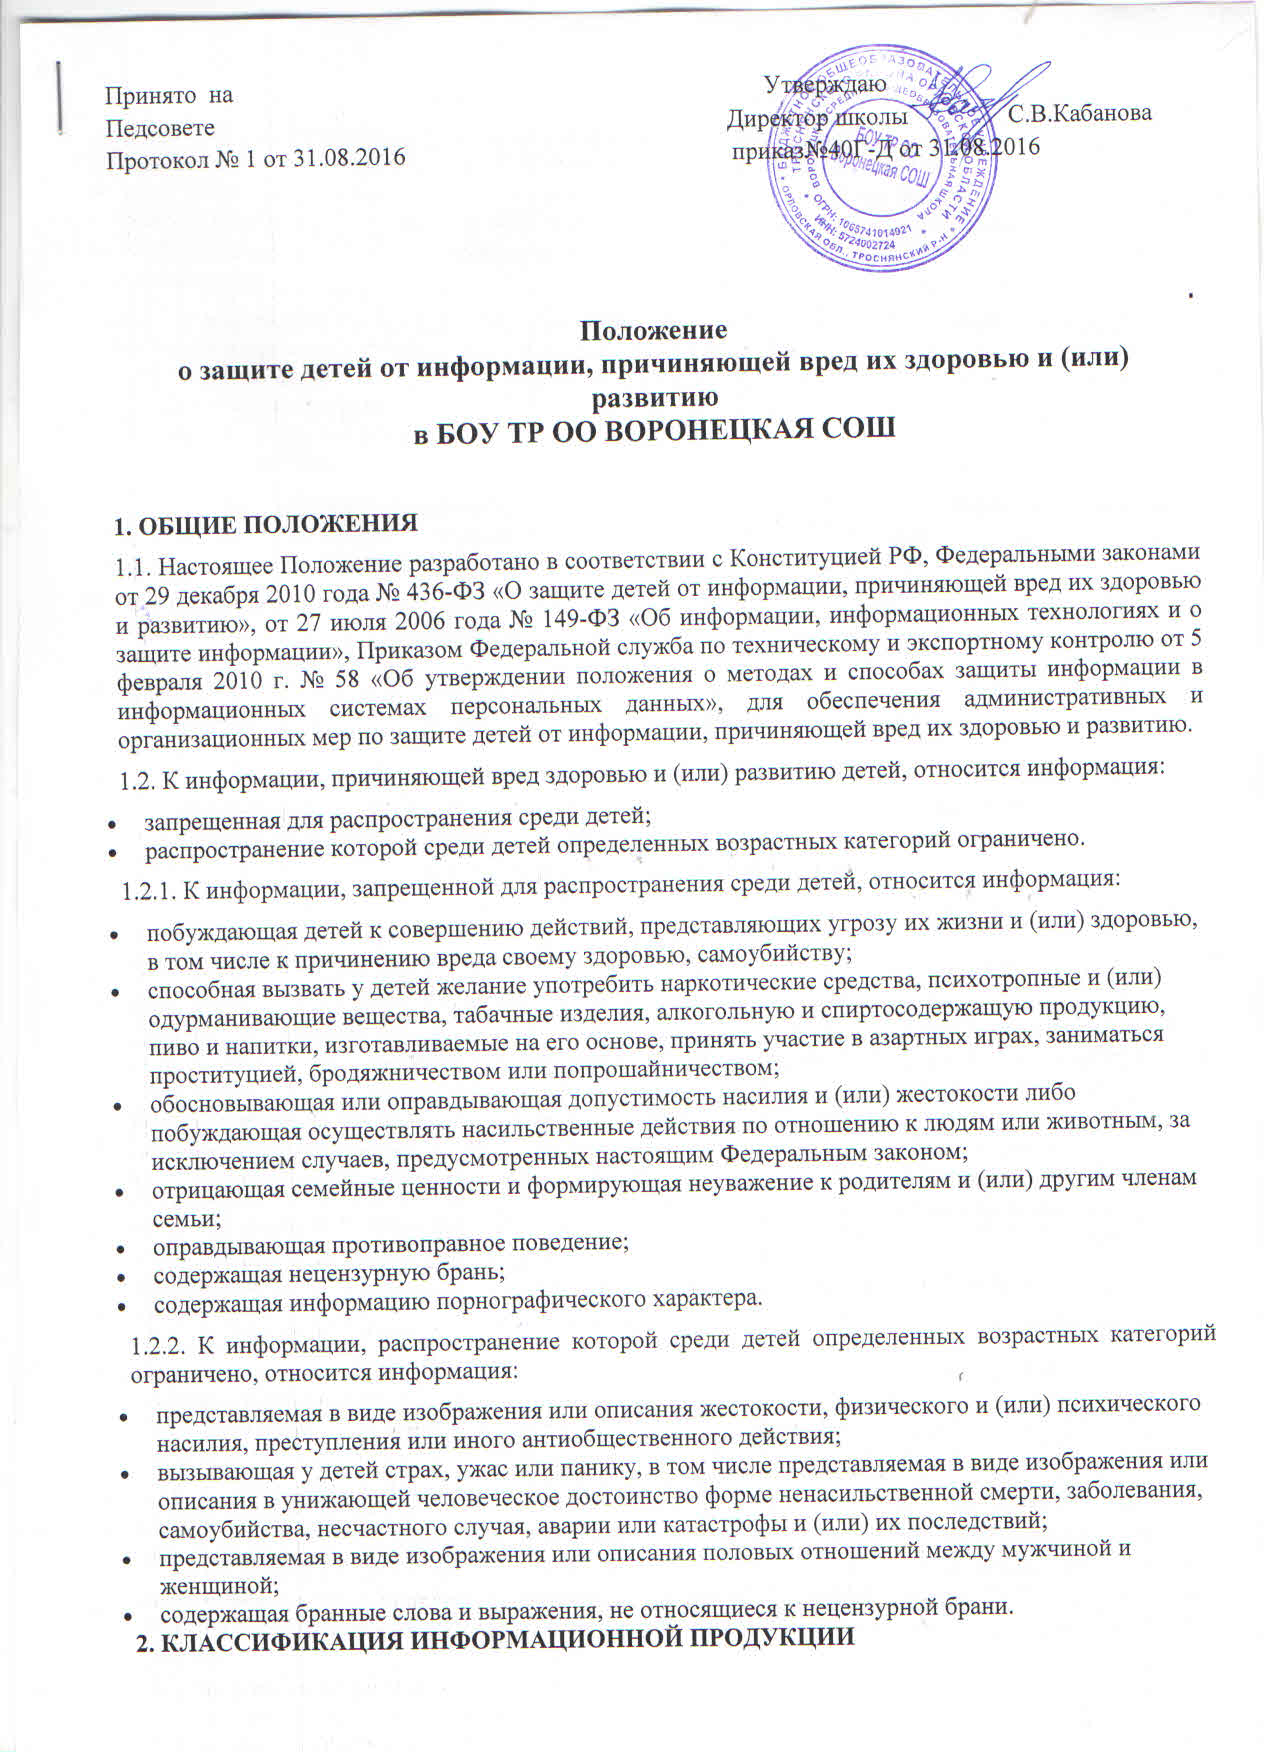 Принято на
Педсовете
Протокол № 1 от 31.08.2016
Утверждаю
Директор школы С.В.Кабанова
приказ№40Г-Д от 31.08.2016
БОУ ТР ОО
Воронецкая СОШ
ОГРН: 1065741014921
ИНН: 5724002724
ОРЛОВСКАЯ ОБЛ., ТРОСНЯНСКИЙ Р-Н
Положение
о защите детей от информации, причиняющей вред их здоровью и (или)
развитию
в БОУ ТР ОО ВОРОНЕЦКАЯ СОШ
1. ОБЩИЕ ПОЛОЖЕНИЯ
1.1. Настоящее Положение разработано в соответствии с Конституцией РФ, Федеральными законами
от 29 декабря 2010 года № 436-ФЗ «О защите детей от информации, причиняющей вред их здоровью
и развитию», от 27 июля 2006 года № 149-ФЗ «Об информации, информационных технологиях и о
защите информации», Приказом Федеральной служба по техническому и экспортному контролю от 5
февраля 2010 г. № 58 «Об утверждении положения о методах и способах защиты информации в
информационных системах персональных данных», для обеспечения административных и
организационных мер по защите детей от информации, причиняющей вред их здоровью и развитию.
1.2. К информации, причиняющей вред здоровью и (или) развитию детей, относится информация:
• запрещенная для распространения среди детей;
• распространение которой среди детей определенных возрастных категорий ограничено.
1.2.1. К информации, запрещенной для распространения среди детей, относится информация:
• побуждающая детей к совершению действий, представляющих угрозу их жизни и (или) здоровью,
в том числе к причинению вреда своему здоровью, самоубийству;
• способная вызвать у детей желание употребить наркотические средства, психотропные и (или)
одурманивающие вещества, табачные изделия, алкогольную и спиртосодержащую продукцию,
пиво и напитки, изготавливаемые на его основе, принять участие в азартных играх, заниматься
проституцией, бродяжничеством или попрошайничеством;
• обосновывающая или оправдывающая допустимость насилия и (или) жестокости либо
побуждающая осуществлять насильственные действия по отношению к людям или животным, за
исключением случаев, предусмотренных настоящим Федеральным законом;
• отрицающая семейные ценности и формирующая неуважение к родителям и (или) другим членам
семьи;
• оправдывающая противоправное поведение;
• содержащая нецензурную брань;
• содержащая информацию порнографического характера.
1.2.2. К информации, распространение которой среди детей определенных возрастных категорий
ограничено, относится информация:
• представляемая в виде изображения или описания жестокости, физического и (или) психического
насилия, преступления или иного антиобщественного действия;
• вызывающая у детей страх, ужас или панику, в том числе представляемая в виде изображения или
описания в унижающей человеческое достоинство форме ненасильственной смерти, заболевания,
самоубийства, несчастного случая, аварии или катастрофы и (или) их последствий;
• представляемая в виде изображения или описания половых отношений между мужчиной и
женщиной;
• содержащая бранные слова и выражения, не относящиеся к нецензурной брани.
2. КЛАССИФИКАЦИЯ ИНФОРМАЦИОННОЙ ПРОДУКЦИИ